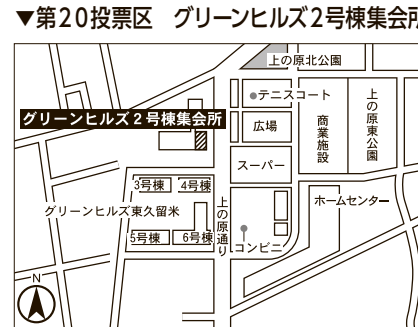 ▼第20投票区 グリーンヒルズ2号棟集会所
上の原北公園
テニスコート
グリーンヒルズ2号棟集会所
広場
商業施設
上の原東公園
スーパー
3号棟
4号棟
上の原通り
ホームセンター
グリーンヒルズ東久留米
5号棟
6号棟
コンビニ
N